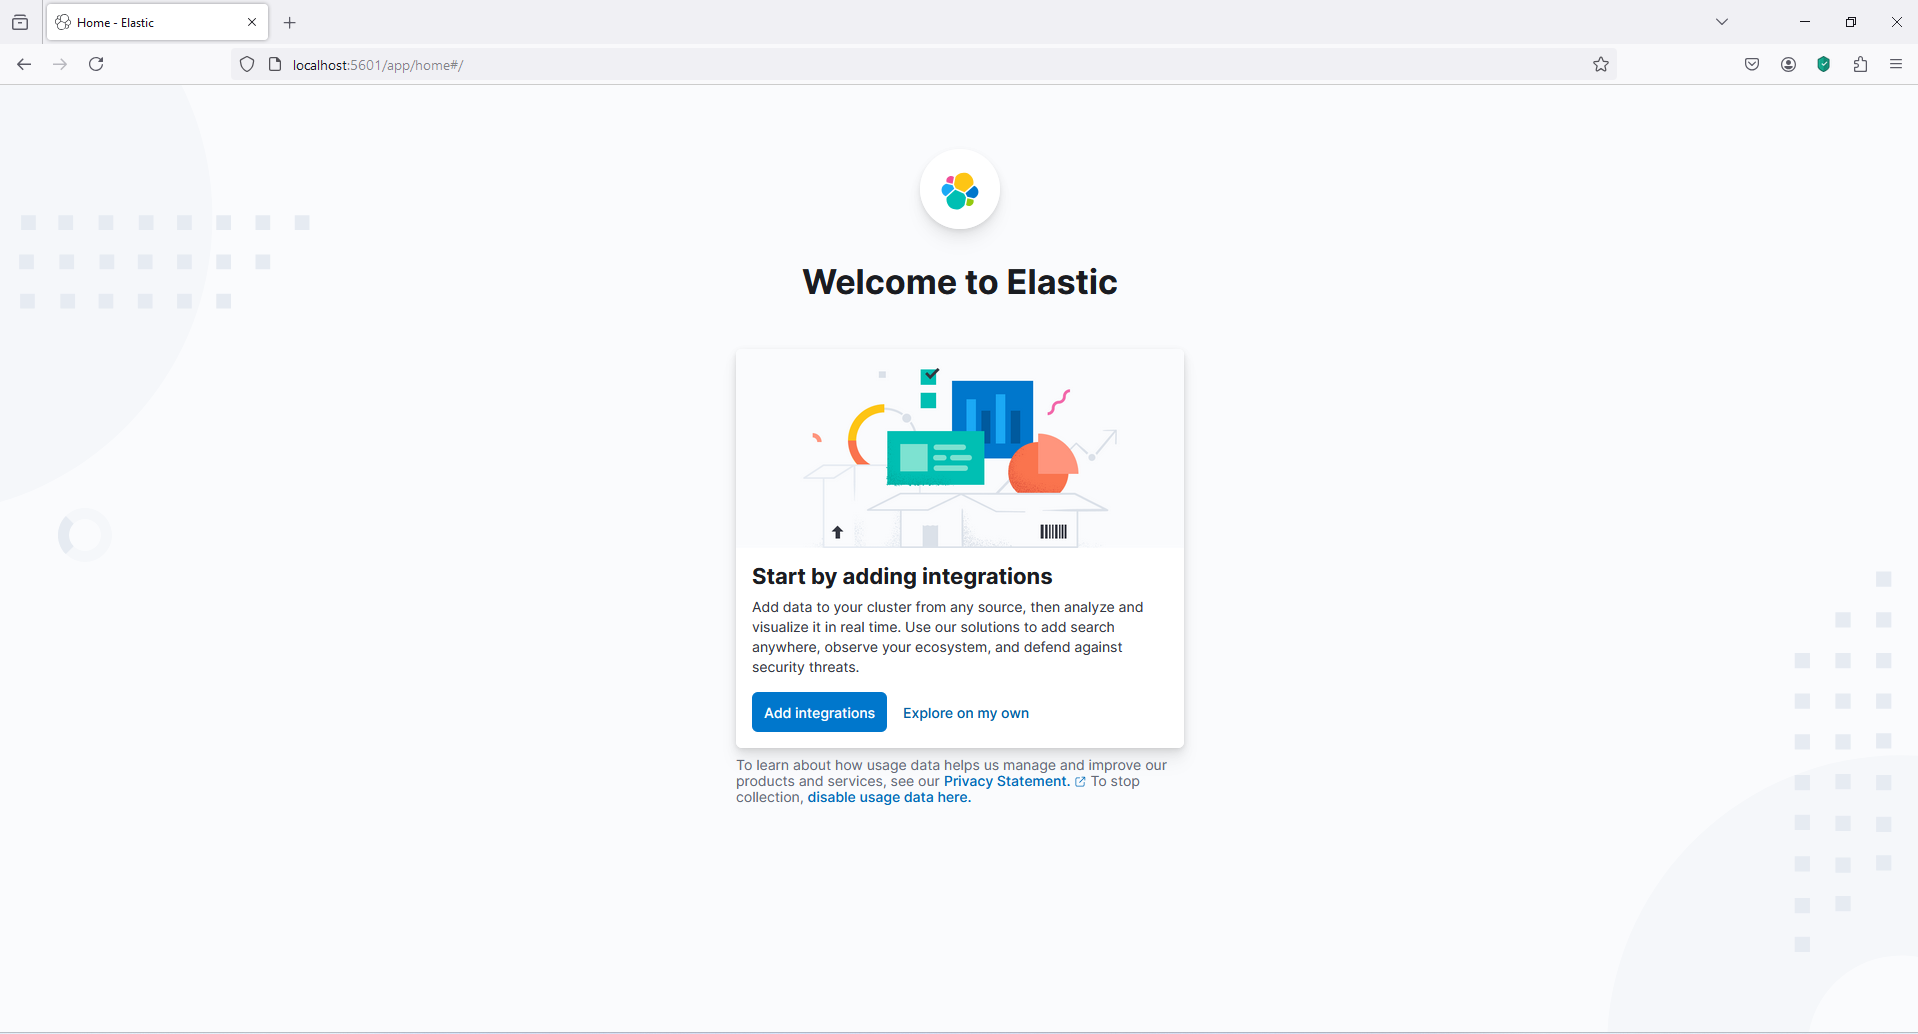 Home - Elastic
localhost:5601/app/home#/
Welcome to Elastic
Start by adding integrations
Add data to your cluster from any source, then analyze and
visualize it in real time. Use our solutions to add search
anywhere, observe your ecosystem, and defend against
security threats.
Add integrations
Explore on my own
To learn about how usage data helps us manage and improve our
products and services, see our Privacy Statement. To stop
collection, disable usage data here.